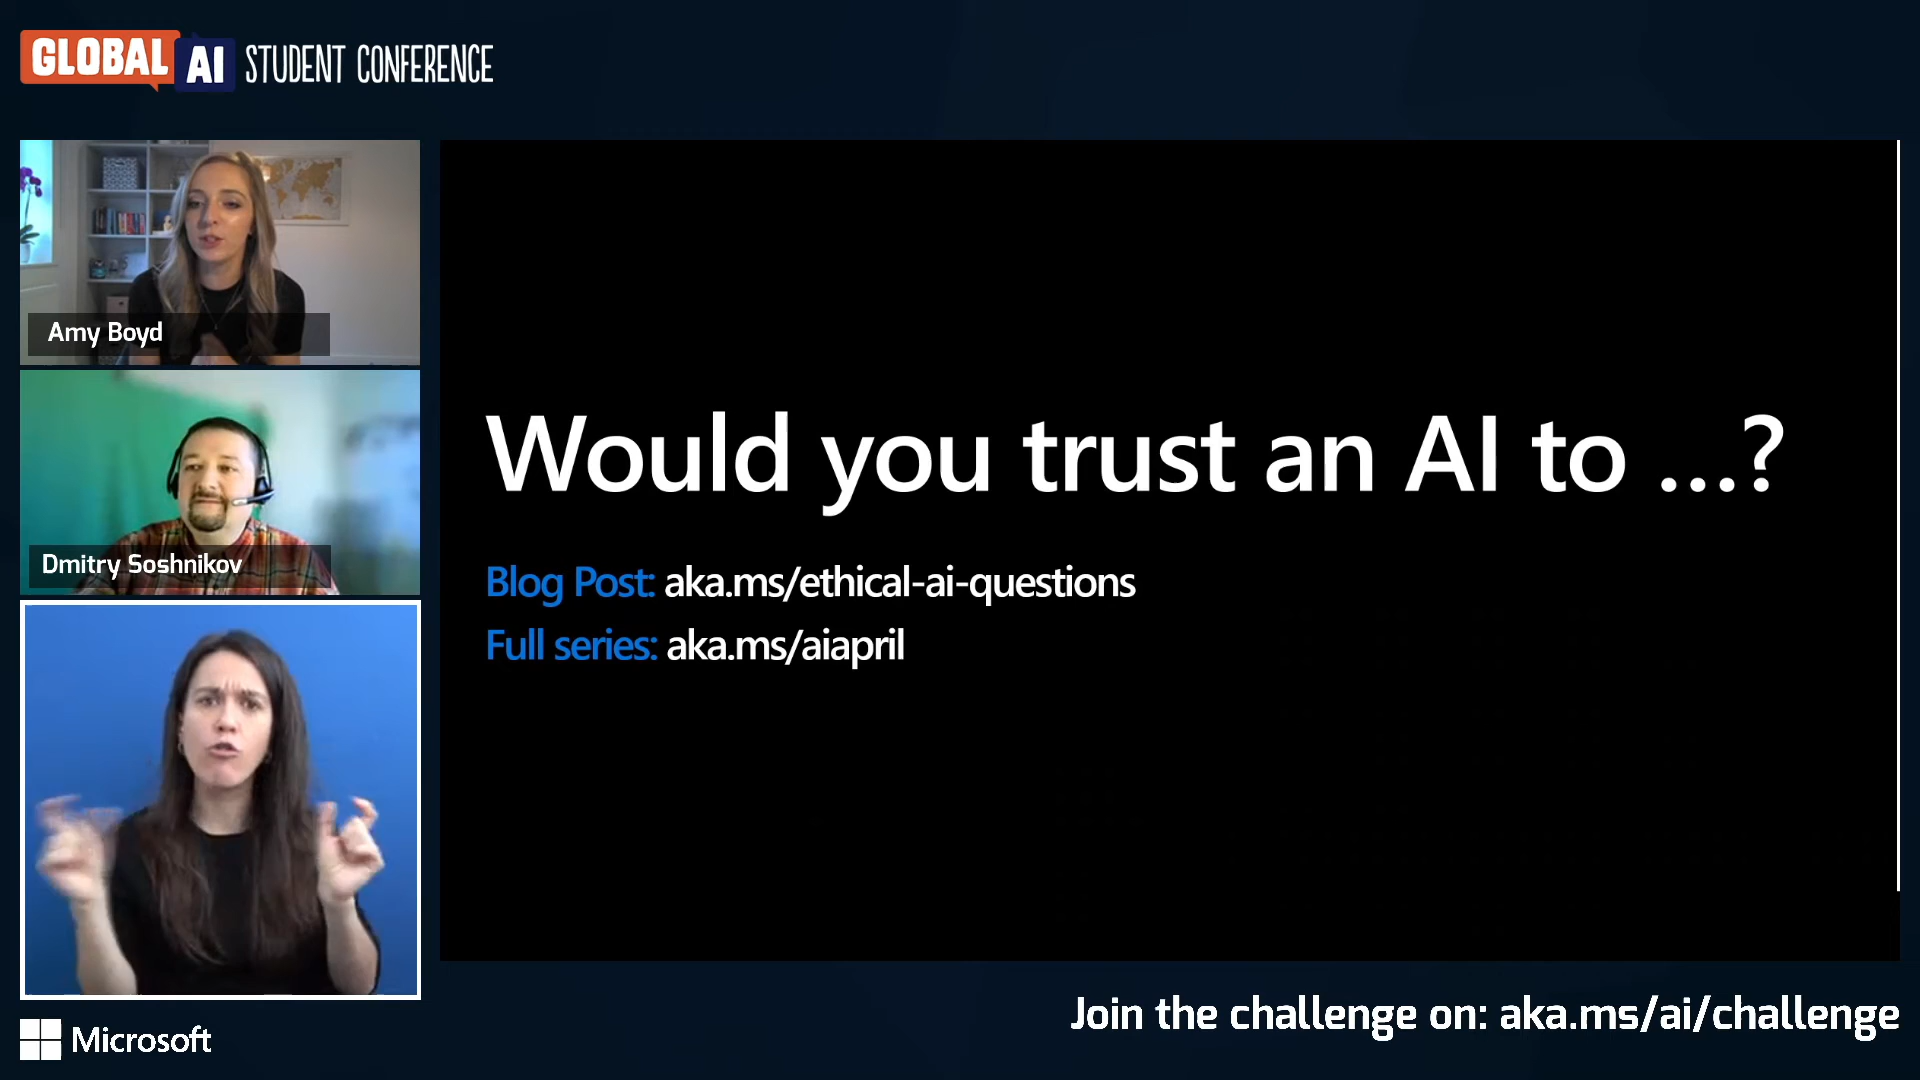 GLOBAL AI STUDENT CONFERENCE
Amy Boyd
Dmitry Soshnikov
Would you trust an AI to ...?
Blog Post: aka.ms/ethical-ai-questions
Full series: aka.ms/aiapril
Join the challenge on: aka.ms/ai/challenge
Microsoft